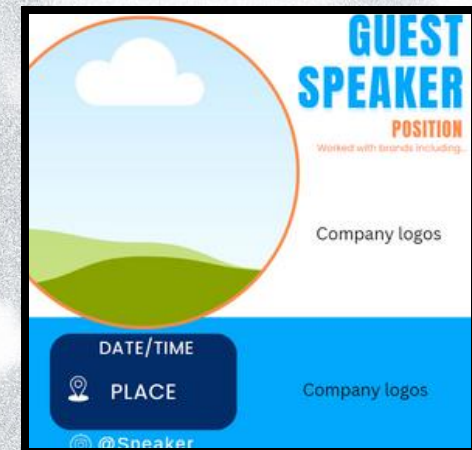 GUEST
SPEAKER
POSITION
Worked with brands including..
Company logos
DATE/TIME
PLACE
Company logos
@Speaker